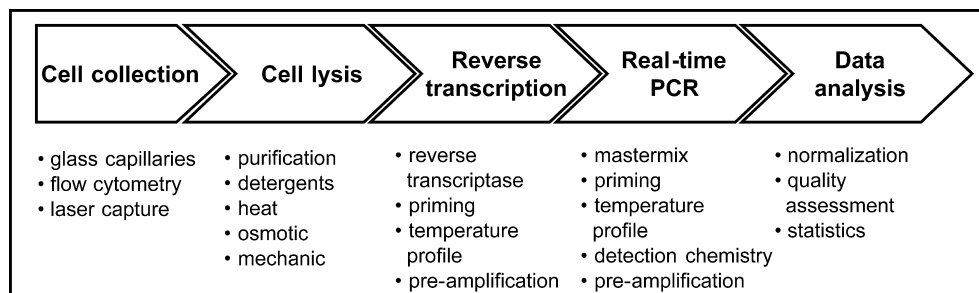 Cell collection
Cell lysis
Reverse
transcription
Real-time
PCR
Data
analysis
• glass capillaries
• flow cytometry
• laser capture
• purification
• detergents
• heat
• osmotic
• mechanic
• reverse
transcriptase
• priming
• temperature
profile
• pre-amplification
• mastermix
• priming
• temperature
profile
• detection chemistry
• pre-amplification
• normalization
• quality
assessment
• statistics